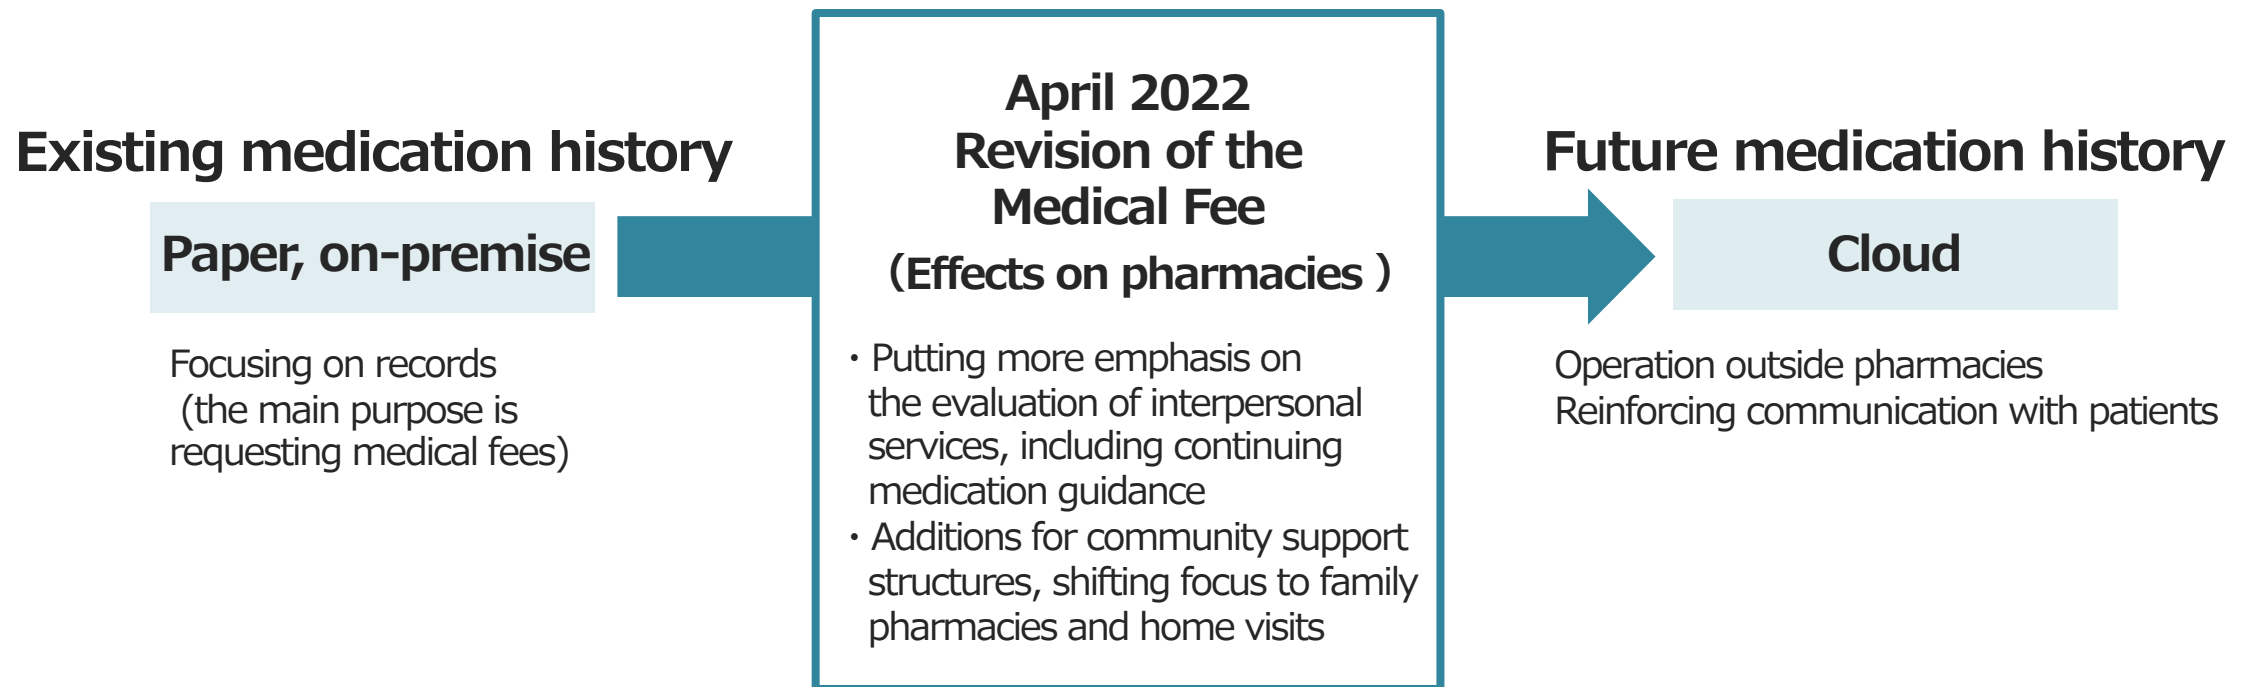 Existing medication history
Paper, on-premise
Focusing on records
(the main purpose is
requesting medical fees)
April 2022
Revision of the
Medical Fee
（Effects on pharmacies ）
・Putting more emphasis on
the evaluation of interpersonal
services, including continuing
medication guidance
・Additions for community support
structures, shifting focus to family
pharmacies and home visits
Future medication history
Cloud
Operation outside pharmacies
Reinforcing communication with patients